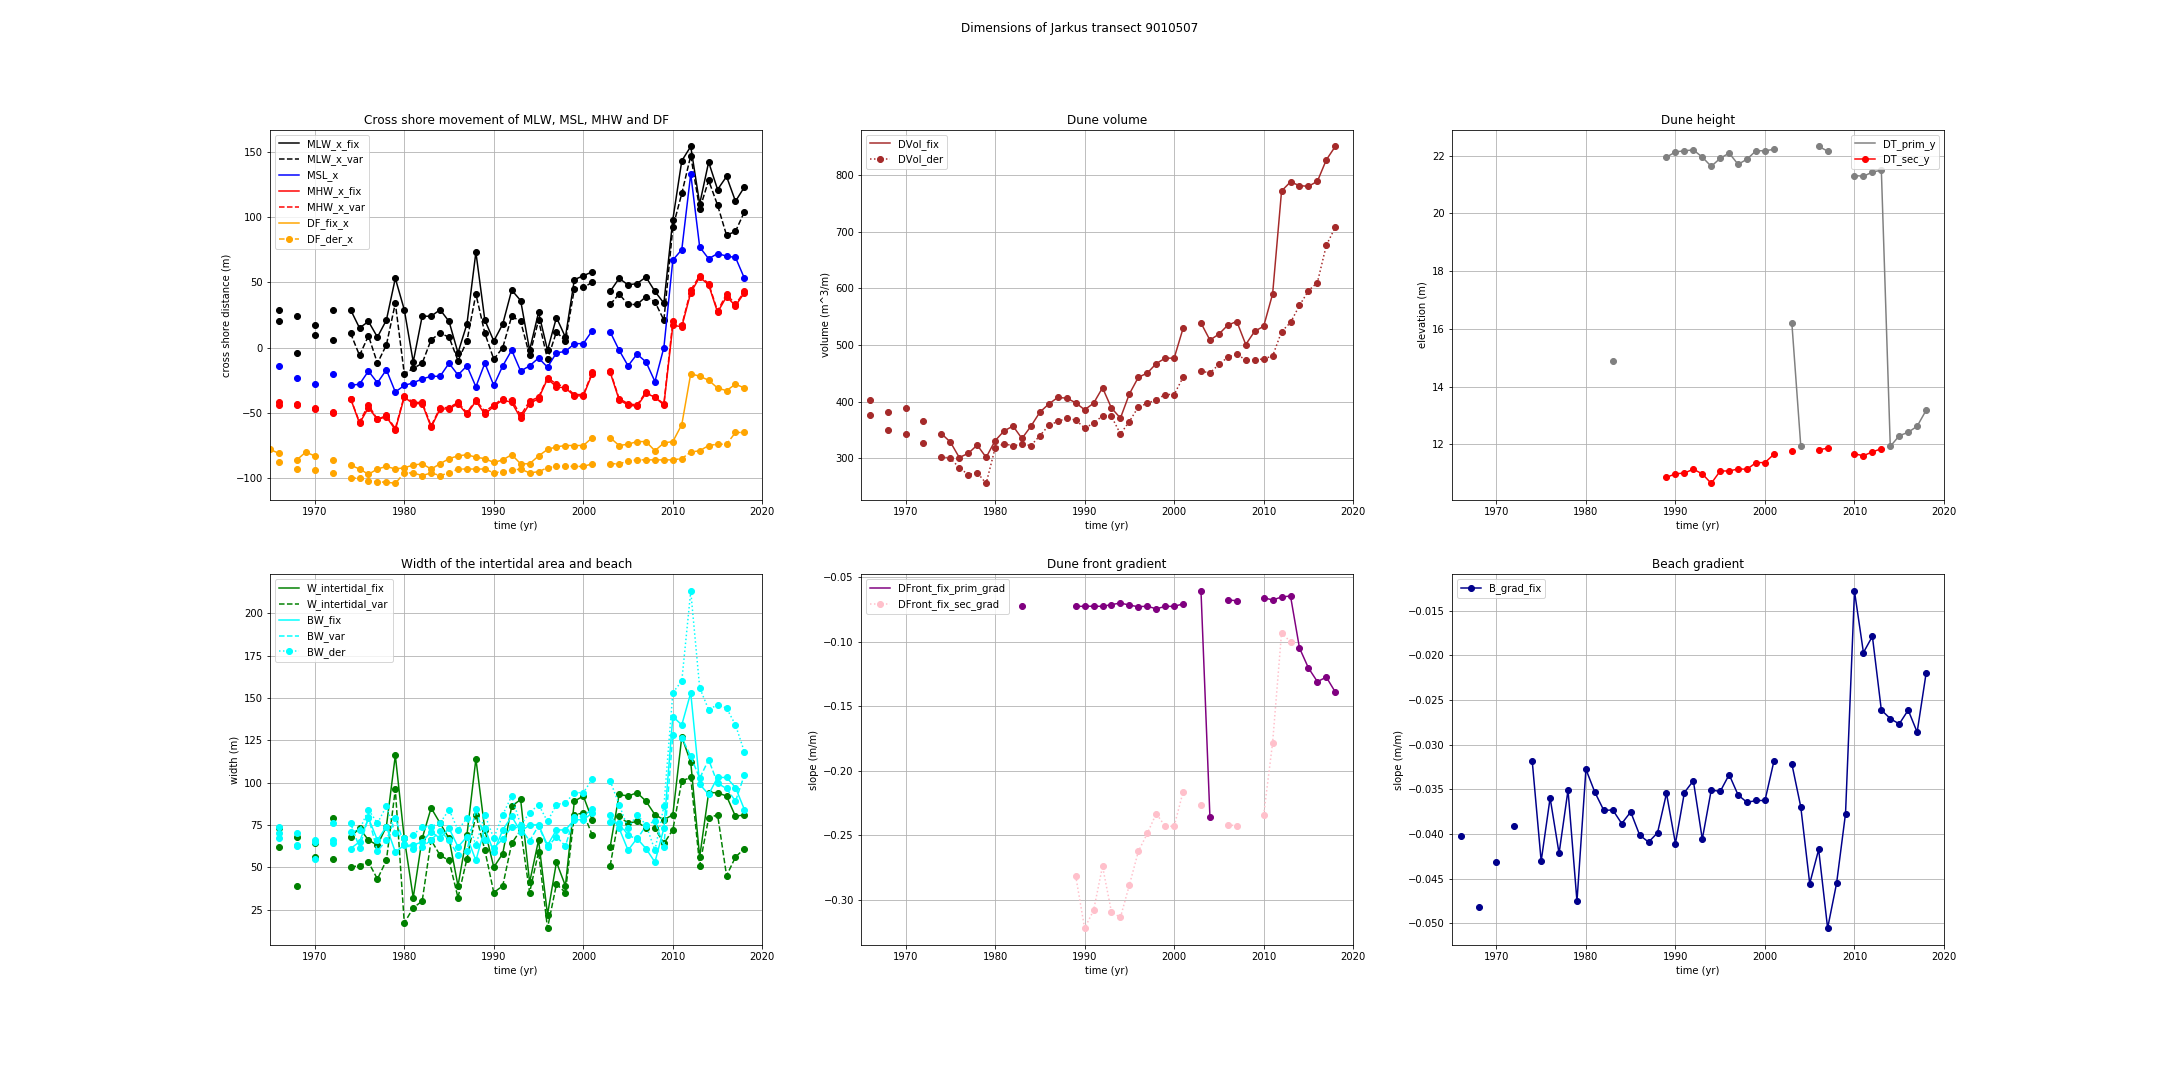 Dimensions of Jarkus transect 9010507
Cross shore movement of MLW, MSL, MHW and DF
MLW_x_fix
MLW_x_var
MSL_x
MHW_x_fix
MHW_x_var
DF_fix_x
DF_der_x
150
100
50
0
−50
−100
cross shore distance (m)
1970 1980 1990 2000 2010 2020
time (yr)
Dune volume
DVol_fix
DVol_der
800
700
600
500
400
300
volume (m^3/m)
1970 1980 1990 2000 2010 2020
time (yr)
Dune height
DT_prim_y
DT_sec_y
22
20
18
16
14
12
elevation (m)
1970 1980 1990 2000 2010 2020
time (yr)
Width of the intertidal area and beach
W_intertidal_fix
W_intertidal_var
BW_fix
BW_var
BW_der
200
175
150
125
100
75
50
25
width (m)
1970 1980 1990 2000 2010 2020
time (yr)
Dune front gradient
DFront_fix_prim_grad
DFront_fix_sec_grad
−0.05
−0.10
−0.15
−0.20
−0.25
−0.30
slope (m/m)
1970 1980 1990 2000 2010 2020
time (yr)
Beach gradient
B_grad_fix
−0.015
−0.020
−0.025
−0.030
−0.035
−0.040
−0.045
−0.050
slope (m/m)
1970 1980 1990 2000 2010 2020
time (yr)